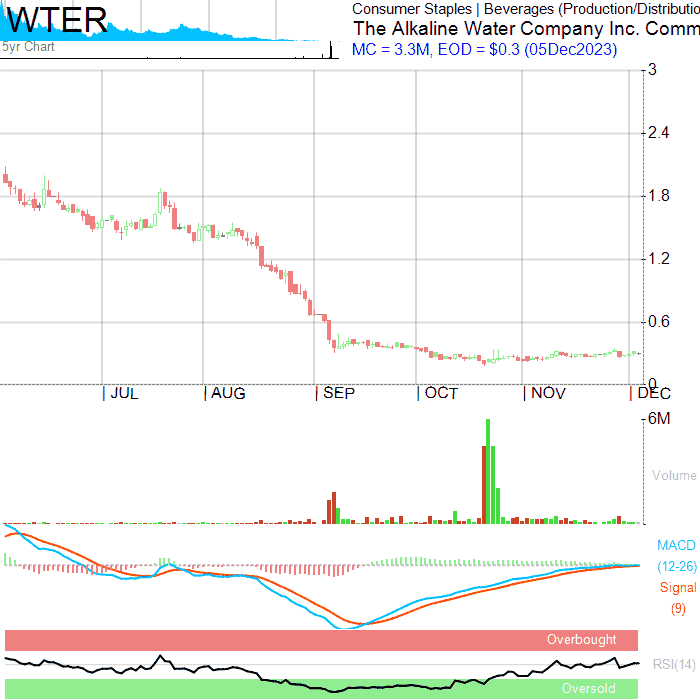 WTER
5yr Chart
Consumer Staples | Beverages (Production/Distributio
The Alkaline Water Company Inc. Comm
MC = 3.3M, EOD = $0.3 (05Dec2023)
3
2.4
1.8
1.2
0.6
0
JUL
AUG
SEP
OCT
NOV
DEC
6M
Volume
MACD
(12-26)
Signal
(9)
Overbought
RSI(14)
Oversold